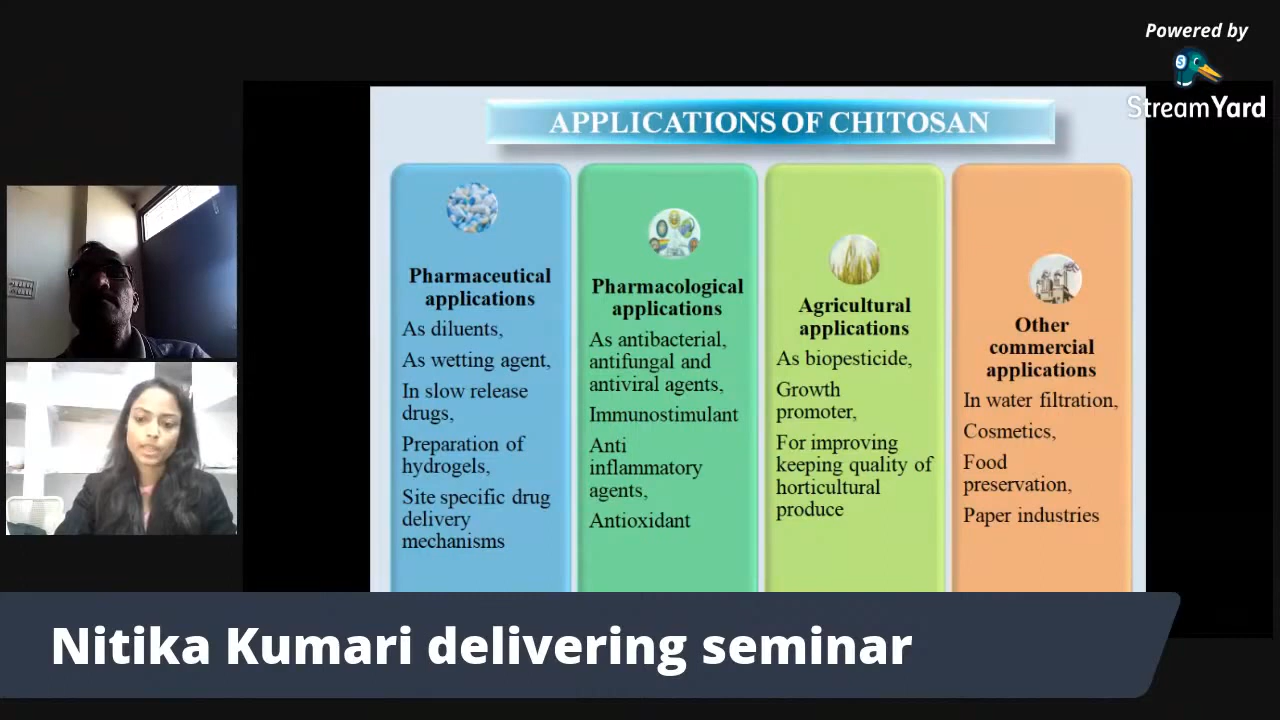 Powered by
StreamYard
APPLICATIONS OF CHITOSAN
Pharmaceutical
applications
As diluents,
As wetting agent,
In slow release
drugs,
Preparation of
hydrogels,
Site specific drug
delivery
mechanisms
Pharmacological
applications
As antibacterial,
antifungal and
antiviral agents,
Immunostimulant
Anti
inflammatory
agents,
Antioxidant
Agricultural
applications
As biopesticide,
Growth
promoter,
For improving
keeping quality of
horticultural
produce
Other
commercial
applications
In water filtration,
Cosmetics,
Food
preservation,
Paper industries
Nitika Kumari delivering seminar